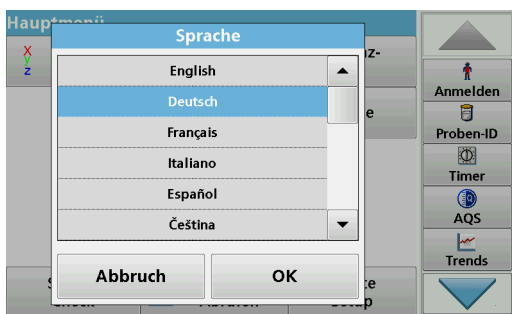 Hauptmenü
Sprache
x
y
z
English
Deutsch
Français
Italiano
Español
Čeština
Abbruch
OK
Anmelden
Proben-ID
Timer
AQS
Trends